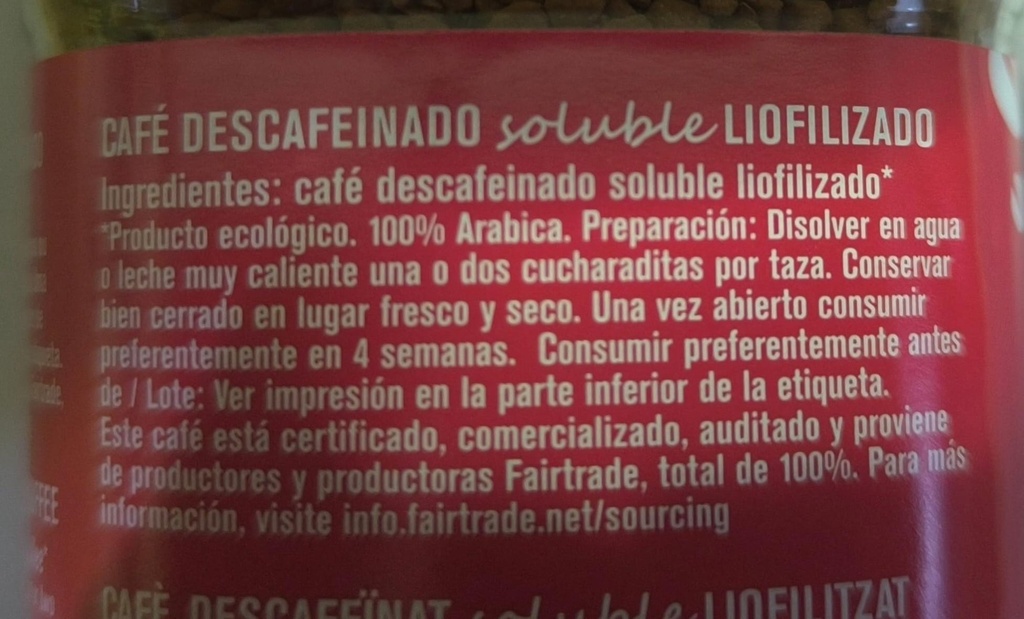 CAFÉ DESCAFEINADO soluble LIOFILIZADO
Ingredientes: café descafeinado soluble liofilizado*
*Producto ecológico. 100% Arabica. Preparación: Disolver en agua
o leche muy caliente una o dos cucharaditas por taza. Conservar
bien cerrado en lugar fresco y seco. Una vez abierto consumir
preferentemente en 4 semanas. Consumir preferentemente antes
de / Lote: Ver impresión en la parte inferior de la etiqueta.
Este café está certificado, comercializado, auditado y proviene
de productores y productoras Fairtrade, total de 100%. Para más
información, visite info.fairtrade.net/sourcing
CAFÈ DESCAFEÏNAT soluble LIOFILITZAT